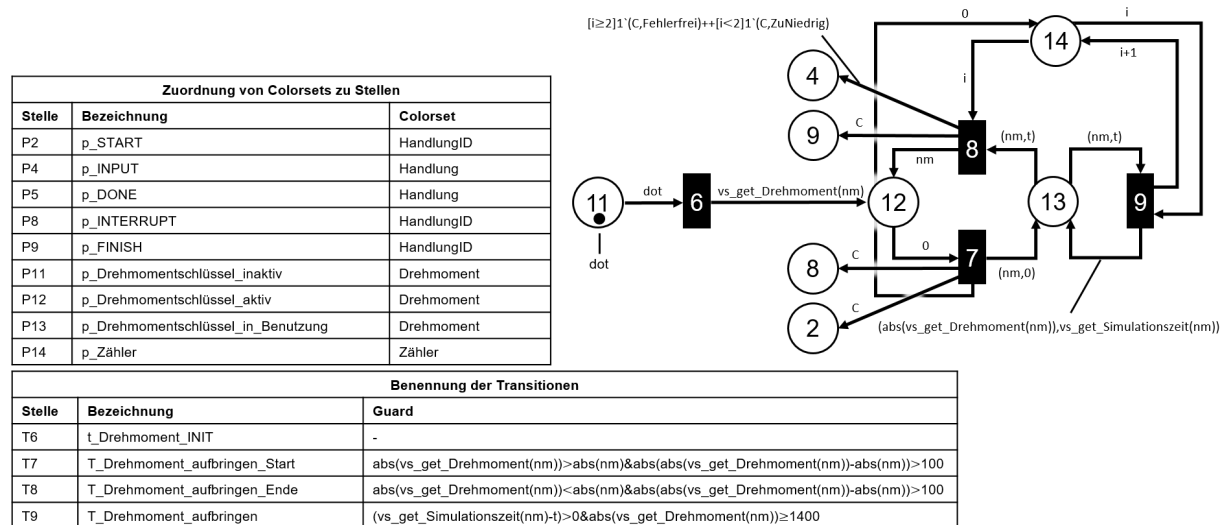 Zuordnung von Colorsets zu Stellen
Stelle Bezeichnung Colorset
P2 p_START HandlungID
P4 p_INPUT Handlung
P5 p_DONE Handlung
P8 p_INTERRUPT HandlungID
P9 p_FINISH HandlungID
P11 p_Drehmomentschlüssel_inaktiv Drehmoment
P12 p_Drehmomentschlüssel_aktiv Drehmoment
P13 p_Drehmomentschlüssel_in_Benutzung Drehmoment
P14 p_Zähler Zähler
[i≥2]1`(C,Fehlerfrei)++[i<2]1`(C,ZuNiedrig)
0
14
i
i+1
4
i
9
C
8
(nm,t)
(nm,t)
nm
11
dot
6
vs_get_Drehmoment(nm)
12
13
9
dot
0
7
(nm,0)
8
C
C
2
(abs(vs_get_Drehmoment(nm)),vs_get_Simulationszeit(nm))
Benennung der Transitionen
Stelle Bezeichnung Guard
T6 t_Drehmoment_INIT -
T7 T_Drehmoment_aufbringen_Start abs(vs_get_Drehmoment(nm))>abs(nm)&abs(abs(vs_get_Drehmoment(nm))-abs(nm))>100
T8 T_Drehmoment_aufbringen_Ende abs(vs_get_Drehmoment(nm))<abs(nm)&abs(abs(vs_get_Drehmoment(nm))-abs(nm))>100
T9 T_Drehmoment_aufbringen (vs_get_Simulationszeit(nm)-t)>0&abs(vs_get_Drehmoment(nm))≥1400